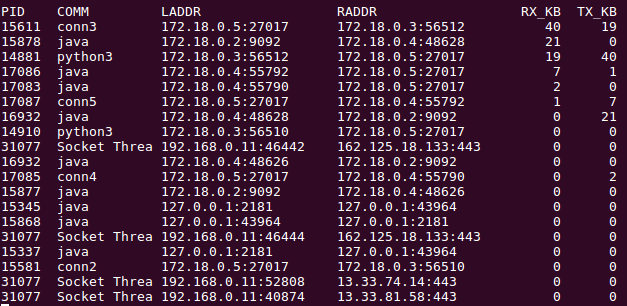 PID COMM LADDR RADDR RX_KB TX_KB
15611 conn3 172.18.0.5:27017 172.18.0.3:56512 40 19
15878 java 172.18.0.2:9092 172.18.0.4:48628 21 0
14881 python3 172.18.0.3:56512 172.18.0.5:27017 19 40
17086 java 172.18.0.4:55792 172.18.0.5:27017 7 1
17083 java 172.18.0.4:55790 172.18.0.5:27017 2 0
17087 conn5 172.18.0.5:27017 172.18.0.4:55792 1 7
16932 java 172.18.0.4:48628 172.18.0.2:9092 0 21
14910 python3 172.18.0.3:56510 172.18.0.5:27017 0 0
31077 Socket Threa 192.168.0.11:46442 162.125.18.133:443 0 0
16932 java 172.18.0.4:48626 172.18.0.2:9092 0 0
17085 conn4 172.18.0.5:27017 172.18.0.4:55790 0 2
15877 java 172.18.0.2:9092 172.18.0.4:48626 0 0
15345 java 127.0.0.1:2181 127.0.0.1:43964 0 0
15868 java 127.0.0.1:43964 127.0.0.1:2181 0 0
31077 Socket Threa 192.168.0.11:46444 162.125.18.133:443 0 0
15337 java 127.0.0.1:2181 127.0.0.1:43964 0 0
15581 conn2 172.18.0.5:27017 172.18.0.3:56510 0 0
31077 Socket Threa 192.168.0.11:52808 13.33.74.14:443 0 0
31077 Socket Threa 192.168.0.11:40874 13.33.81.58:443 0 0